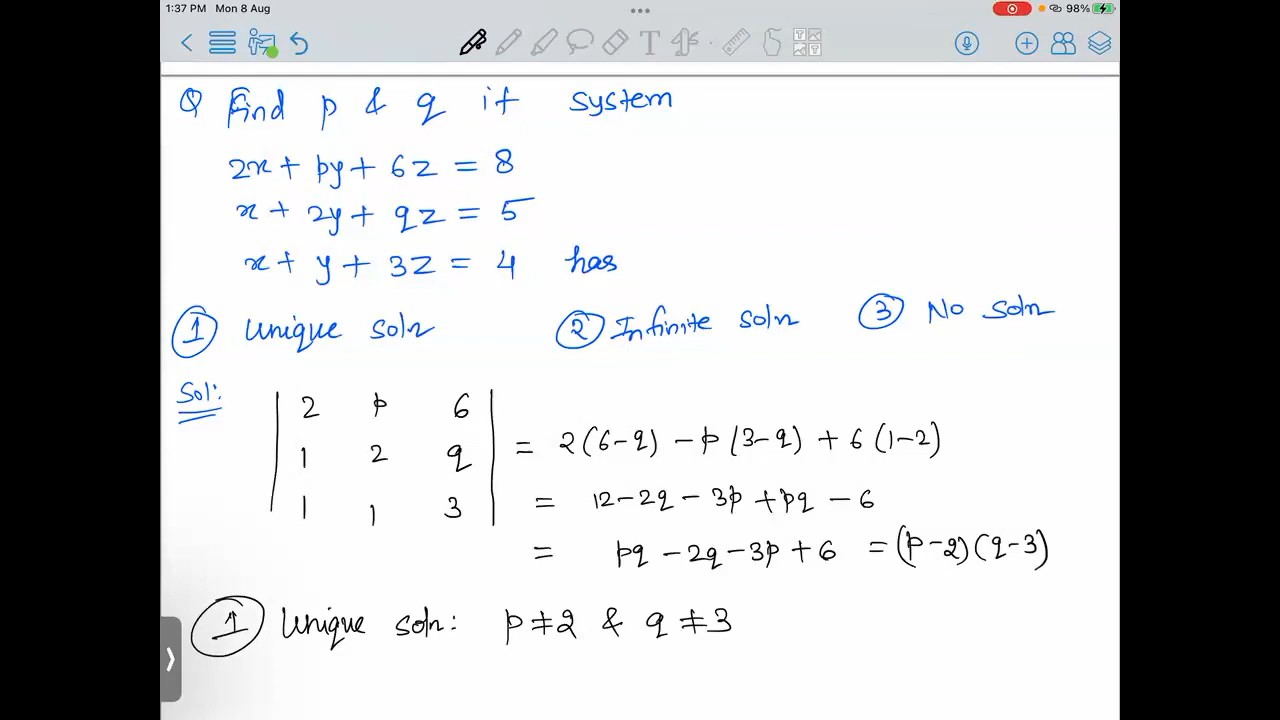 1:37 PM Mon 8 Aug
98%
Q Find p & q if system
2x + py + 6z = 8
x + 2y + qz = 5
x + y + 3z = 4 has
① Unique soln ② Infinite soln ③ No soln
Sol:
| 2 p 6 |
| 1 2 q | = 2(6-q) - p(3-q) + 6(1-2)
| 1 1 3 | = 12 - 2q - 3p + pq - 6
= pq - 2q - 3p + 6 = (p-2)(q-3)
① Unique soln: p ≠ 2 & q ≠ 3